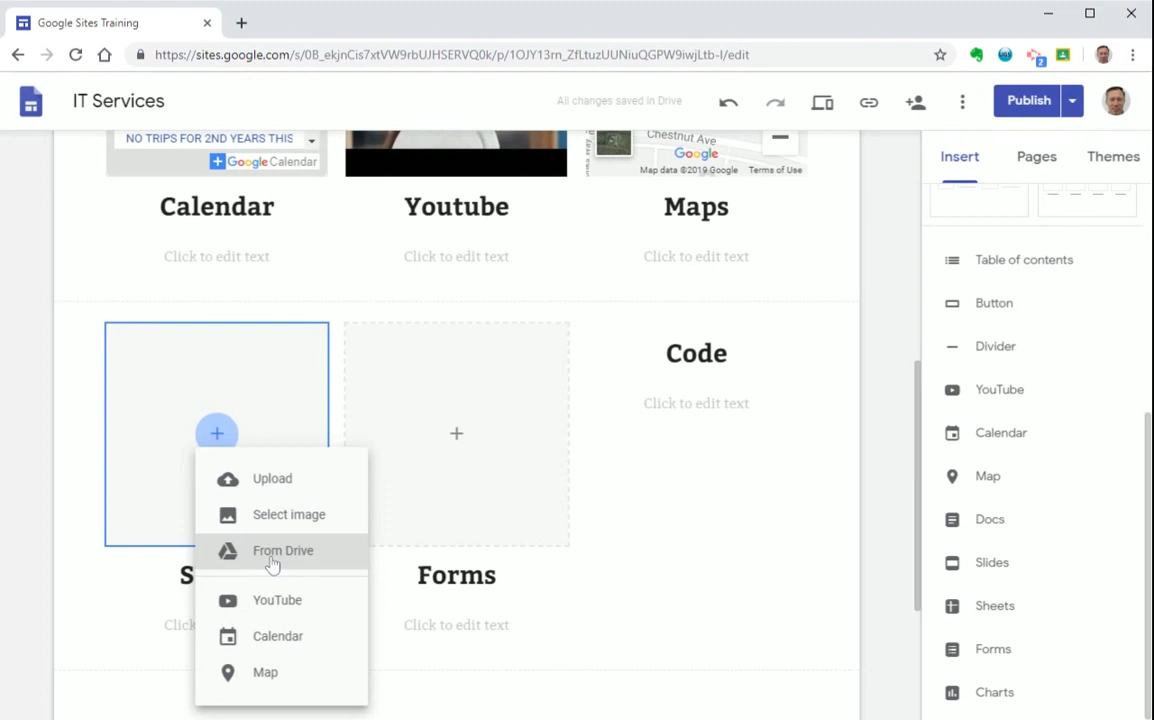 Google Sites Training
https://sites.google.com/s/0B_ekjnCis7xtVW9rbUJHSERVQ0k/p/1OJY13rn_ZfLtuzUUNiuQGPW9iwjLtb-I/edit
2
IT Services
All changes saved in Drive
Publish
NO TRIPS FOR 2ND YEARS THIS
Google Calendar
Chestnut Ave
Google
Map data ©2019 Google Terms of Use
Insert Pages Themes
Calendar Youtube Maps
Click to edit text Click to edit text Click to edit text
Table of contents
Button
Divider
YouTube
Calendar
Map
Docs
Slides
Sheets
Forms
Charts
Code
Click to edit text
Upload
Select image
From Drive
YouTube
Calendar
Map
S
Forms
Click
Click to edit text